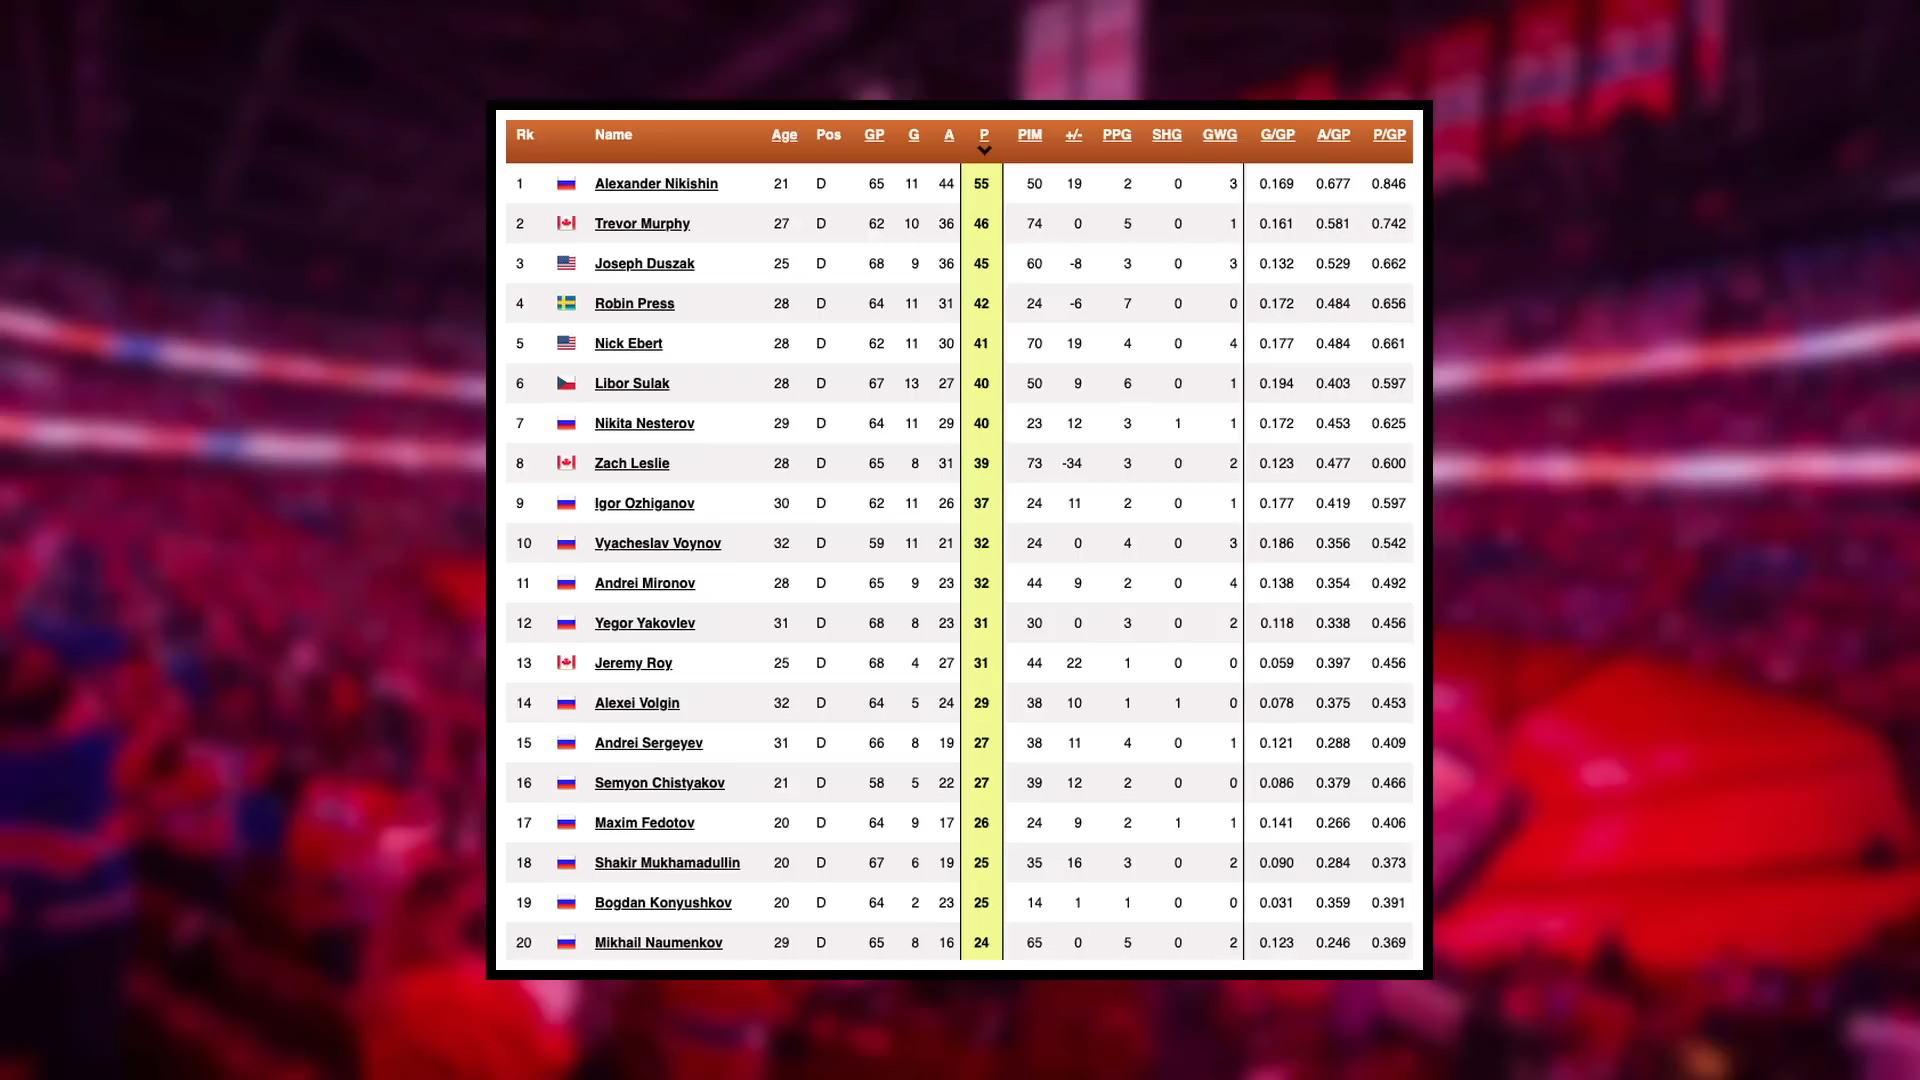 Rk Name Age Pos GP G A P PIM +/- PPG SHG GWG G/GP A/GP P/GP
1 Alexander Nikishin 21 D 65 11 44 55 50 19 2 0 3 0.169 0.677 0.846
2 Trevor Murphy 27 D 62 10 36 46 74 0 5 0 1 0.161 0.581 0.742
3 Joseph Duszak 25 D 68 9 36 45 60 -8 3 0 3 0.132 0.529 0.662
4 Robin Press 28 D 64 11 31 42 24 -6 7 0 0 0.172 0.484 0.656
5 Nick Ebert 28 D 62 11 30 41 70 19 4 0 4 0.177 0.484 0.661
6 Libor Sulak 28 D 67 13 27 40 50 9 6 0 1 0.194 0.403 0.597
7 Nikita Nesterov 29 D 64 11 29 40 23 12 3 1 1 0.172 0.453 0.625
8 Zach Leslie 28 D 65 8 31 39 73 -34 3 0 2 0.123 0.477 0.600
9 Igor Ozhiganov 30 D 62 11 26 37 24 11 2 0 1 0.177 0.419 0.597
10 Vyacheslav Voynov 32 D 59 11 21 32 24 0 4 0 3 0.186 0.356 0.542
11 Andrei Mironov 28 D 65 9 23 32 44 9 2 0 4 0.138 0.354 0.492
12 Yegor Yakovlev 31 D 68 8 23 31 30 0 3 0 2 0.118 0.338 0.456
13 Jeremy Roy 25 D 68 4 27 31 44 22 1 0 0 0.059 0.397 0.456
14 Alexei Volgin 32 D 64 5 24 29 38 10 1 1 0 0.078 0.375 0.453
15 Andrei Sergeyev 31 D 66 8 19 27 38 11 4 0 1 0.121 0.288 0.409
16 Semyon Chistyakov 21 D 58 5 22 27 39 12 2 0 0 0.086 0.379 0.466
17 Maxim Fedotov 20 D 64 9 17 26 24 9 2 1 1 0.141 0.266 0.406
18 Shakir Mukhamadullin 20 D 67 6 19 25 35 16 3 0 2 0.090 0.284 0.373
19 Bogdan Konyushkov 20 D 64 2 23 25 14 1 1 0 0 0.031 0.359 0.391
20 Mikhail Naumenkov 29 D 65 8 16 24 65 0 5 0 2 0.123 0.246 0.369